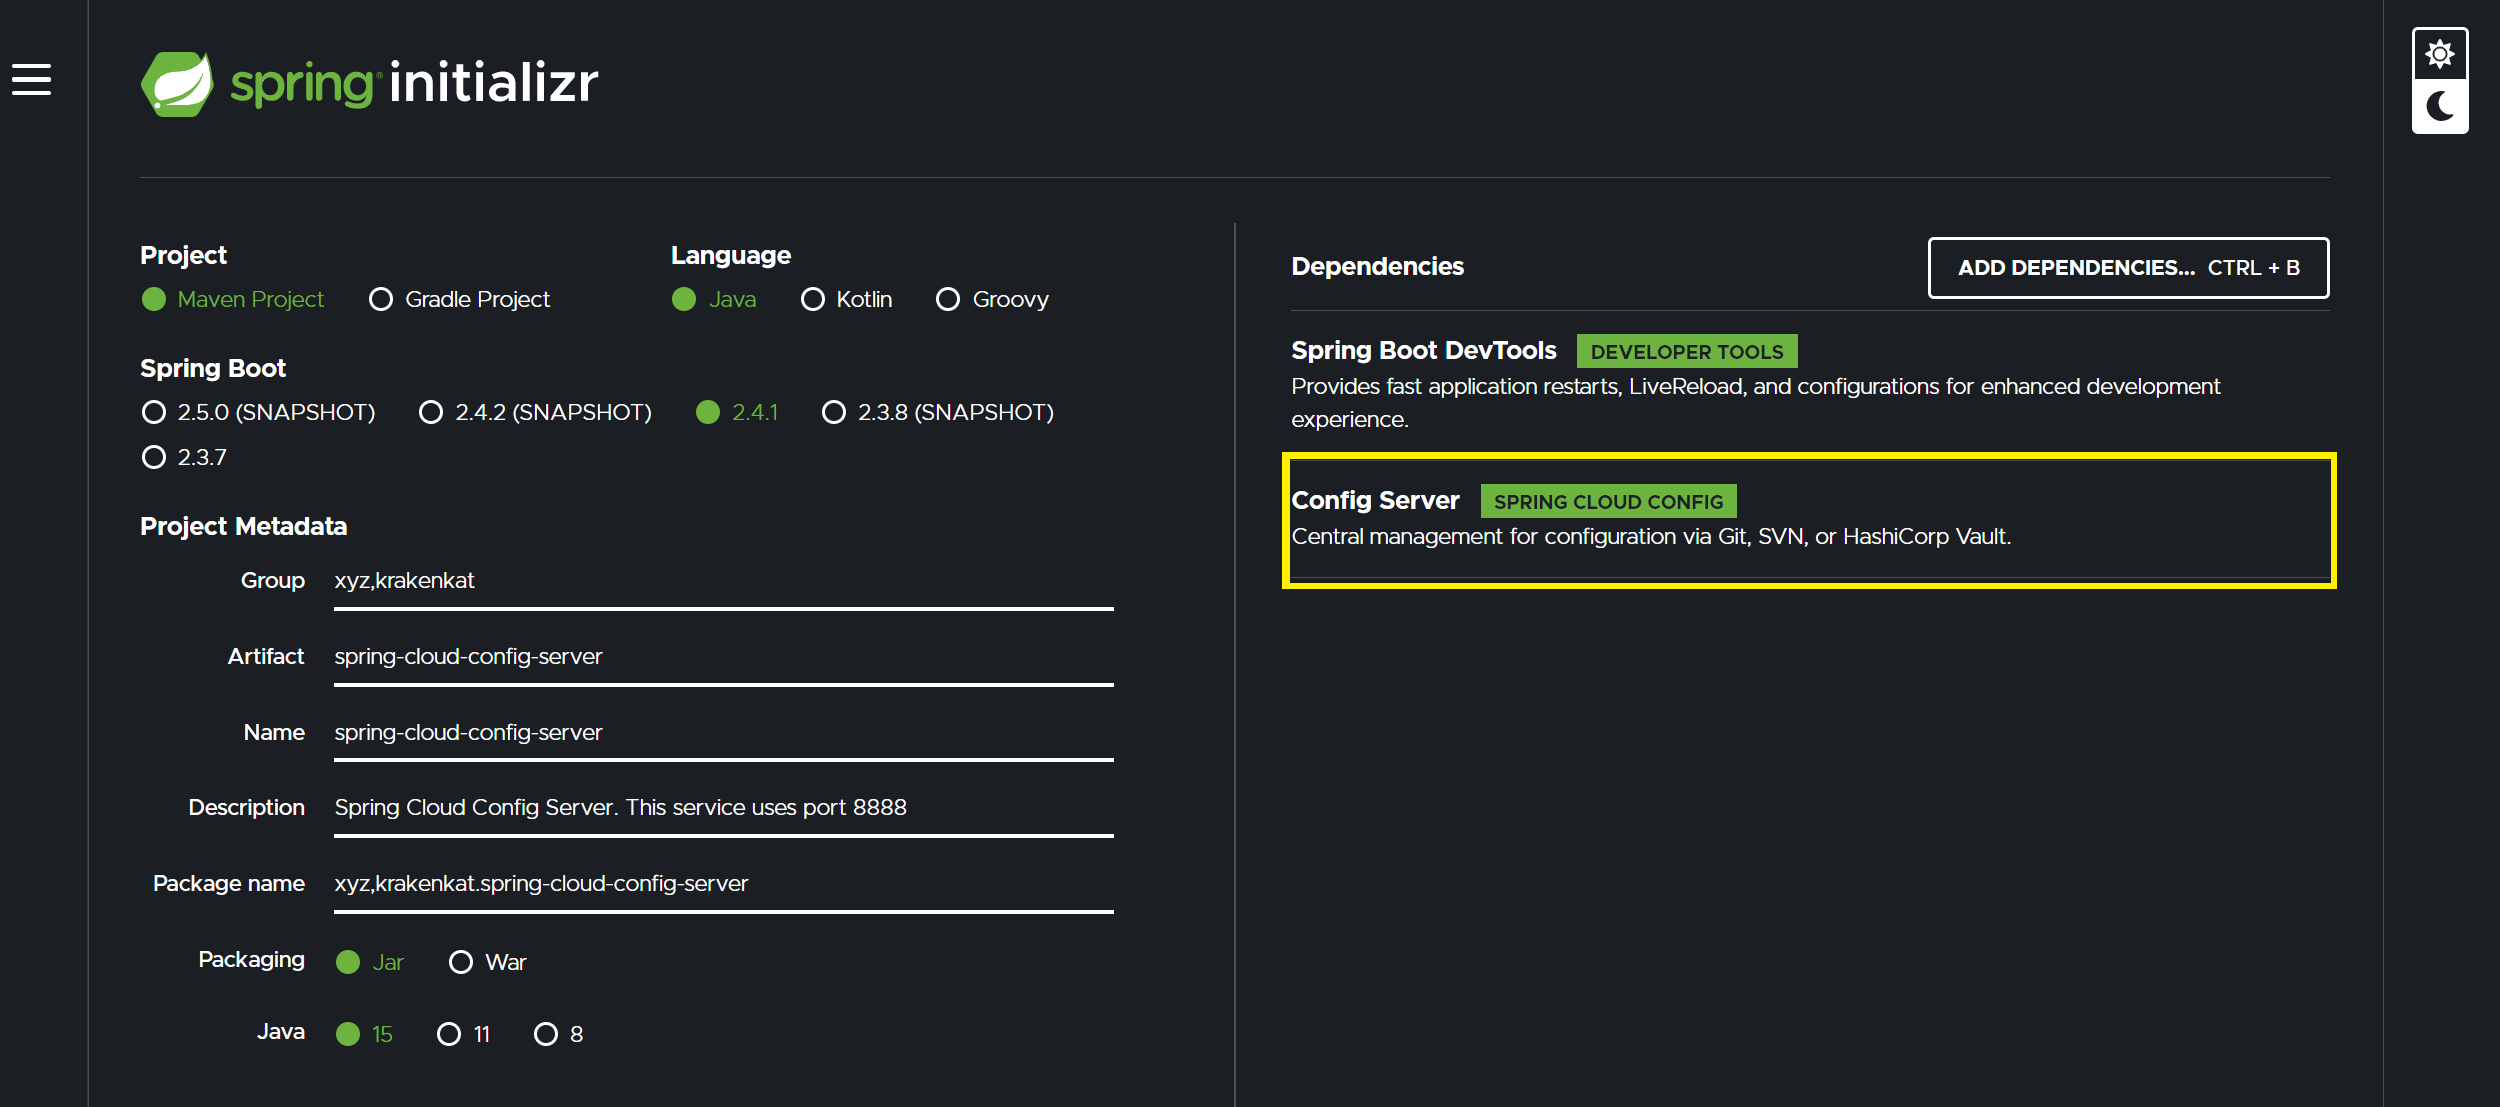 spring initializr
Project
Maven Project Gradle Project
Language
Java Kotlin Groovy
Spring Boot
2.5.0 (SNAPSHOT) 2.4.2 (SNAPSHOT) 2.4.1 2.3.8 (SNAPSHOT)
2.3.7
Project Metadata
Group xyz,krakenkat
Artifact spring-cloud-config-server
Name spring-cloud-config-server
Description Spring Cloud Config Server. This service uses port 8888
Package name xyz,krakenkat.spring-cloud-config-server
Packaging Jar War
Java 15 11 8
Dependencies
ADD DEPENDENCIES... CTRL + B
Spring Boot DevTools DEVELOPER TOOLS
Provides fast application restarts, LiveReload, and configurations for enhanced development
experience.
Config Server SPRING CLOUD CONFIG
Central management for configuration via Git, SVN, or HashiCorp Vault.